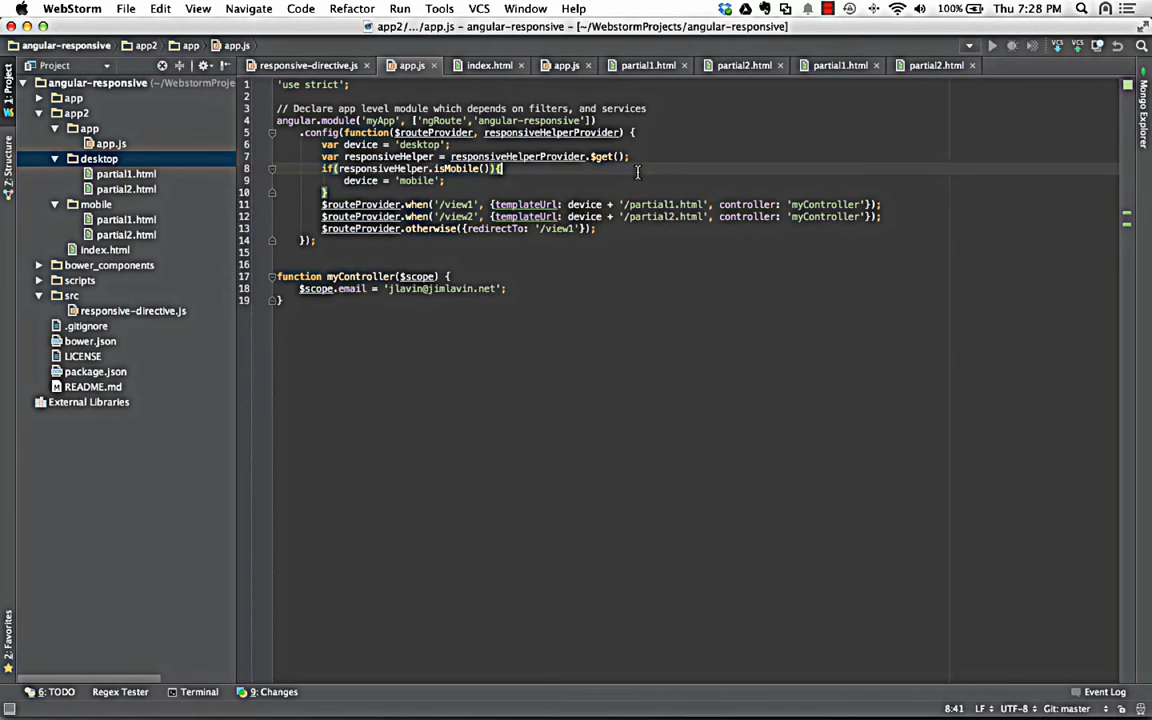 WebStorm File Edit View Navigate Code Refactor Run Tools VCS Window Help 100% Thu 7:28 PM
app2/.../app.js - [angular-responsive] - [~/WebstormProjects/angular-responsive]
angular-responsive app2 app app.js
Project responsive-directive.js app.js index.html app.js partial1.html partial2.html partial1.html partial2.html
1: Project
Z: Structure
2: Favorites
Mongo Explorer
angular-responsive (~/WebstormProje
app
app2
app
app.js
desktop
partial1.html
partial2.html
mobile
partial1.html
partial2.html
index.html
bower_components
scripts
src
responsive-directive.js
.gitignore
bower.json
LICENSE
package.json
README.md
External Libraries
1 'use strict';
2
3 // Declare app level module which depends on filters, and services
4 angular.module('myApp', ['ngRoute','angular-responsive'])
5 .config(function($routeProvider, responsiveHelperProvider) {
6 var device = 'desktop';
7 var responsiveHelper = responsiveHelperProvider.$get();
8 if(responsiveHelper.isMobile()){
9 device = 'mobile';
10 }
11 $routeProvider.when('/view1', {templateUrl: device + '/partial1.html', controller: 'myController'});
12 $routeProvider.when('/view2', {templateUrl: device + '/partial2.html', controller: 'myController'});
13 $routeProvider.otherwise({redirectTo: '/view1'});
14 });
15
16
17 function myController($scope) {
18 $scope.email = 'jlavin@jimlavin.net';
19 }
6: TODO Regex Tester Terminal 9: Changes Event Log
8:41 LF UTF-8 Git: master